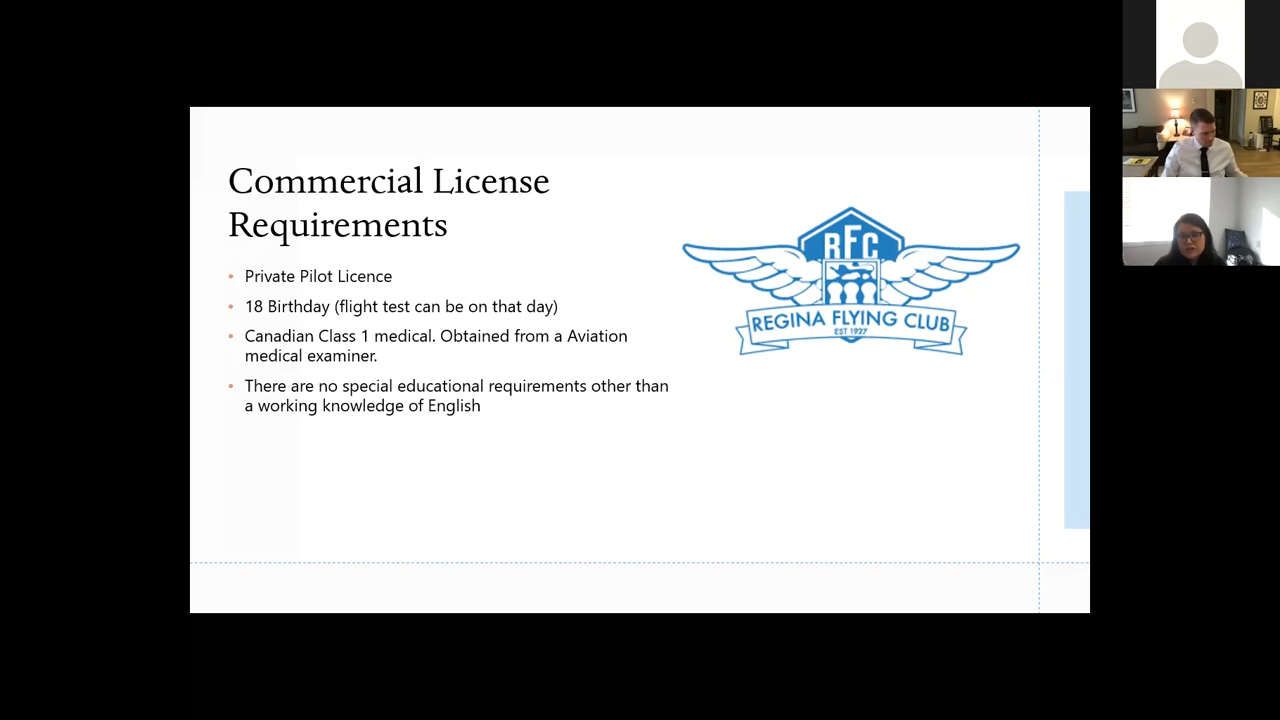 Commercial License
Requirements
• Private Pilot Licence
• 18 Birthday (flight test can be on that day)
• Canadian Class 1 medical. Obtained from a Aviation
medical examiner.
• There are no special educational requirements other than
a working knowledge of English
RFC
REGINA FLYING CLUB
EST 1927